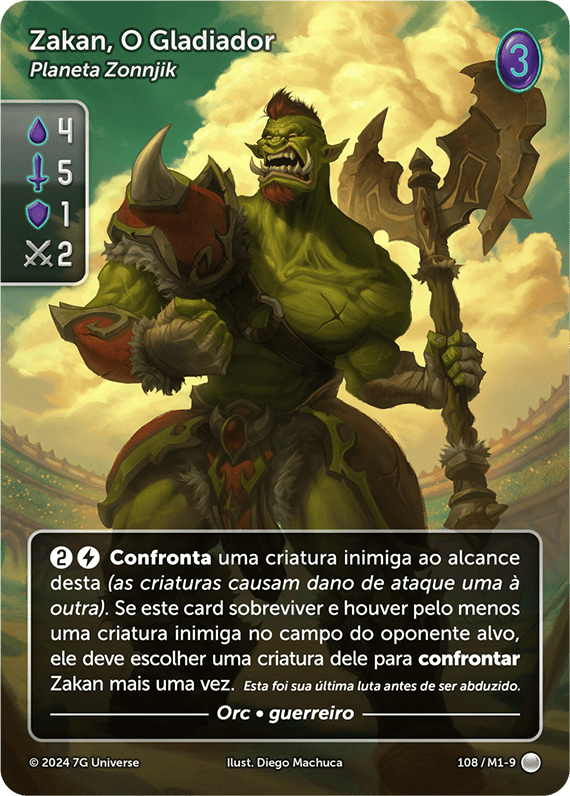 Zakan, O Gladiador
3
Planeta Zonnjik
4
5
1
2
2 Confronta uma criatura inimiga ao alcance
desta (as criaturas causam dano de ataque uma à
outra). Se este card sobreviver e houver pelo menos
uma criatura inimiga no campo do oponente alvo,
ele deve escolher uma criatura dele para confrontar
Zakan mais uma vez. Esta foi sua última luta antes de ser abduzido.
Orc • guerreiro
© 2024 7G Universe Ilust. Diego Machuca 108 / M1-9